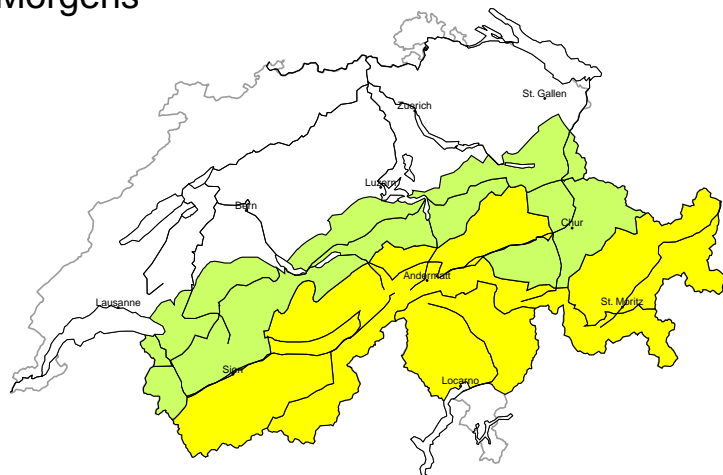 Morgens
St. Gallen
Zuerich
Luzern
Bern
Chur
Andermatt
Lausanne
St. Moritz
Sion
Locarno